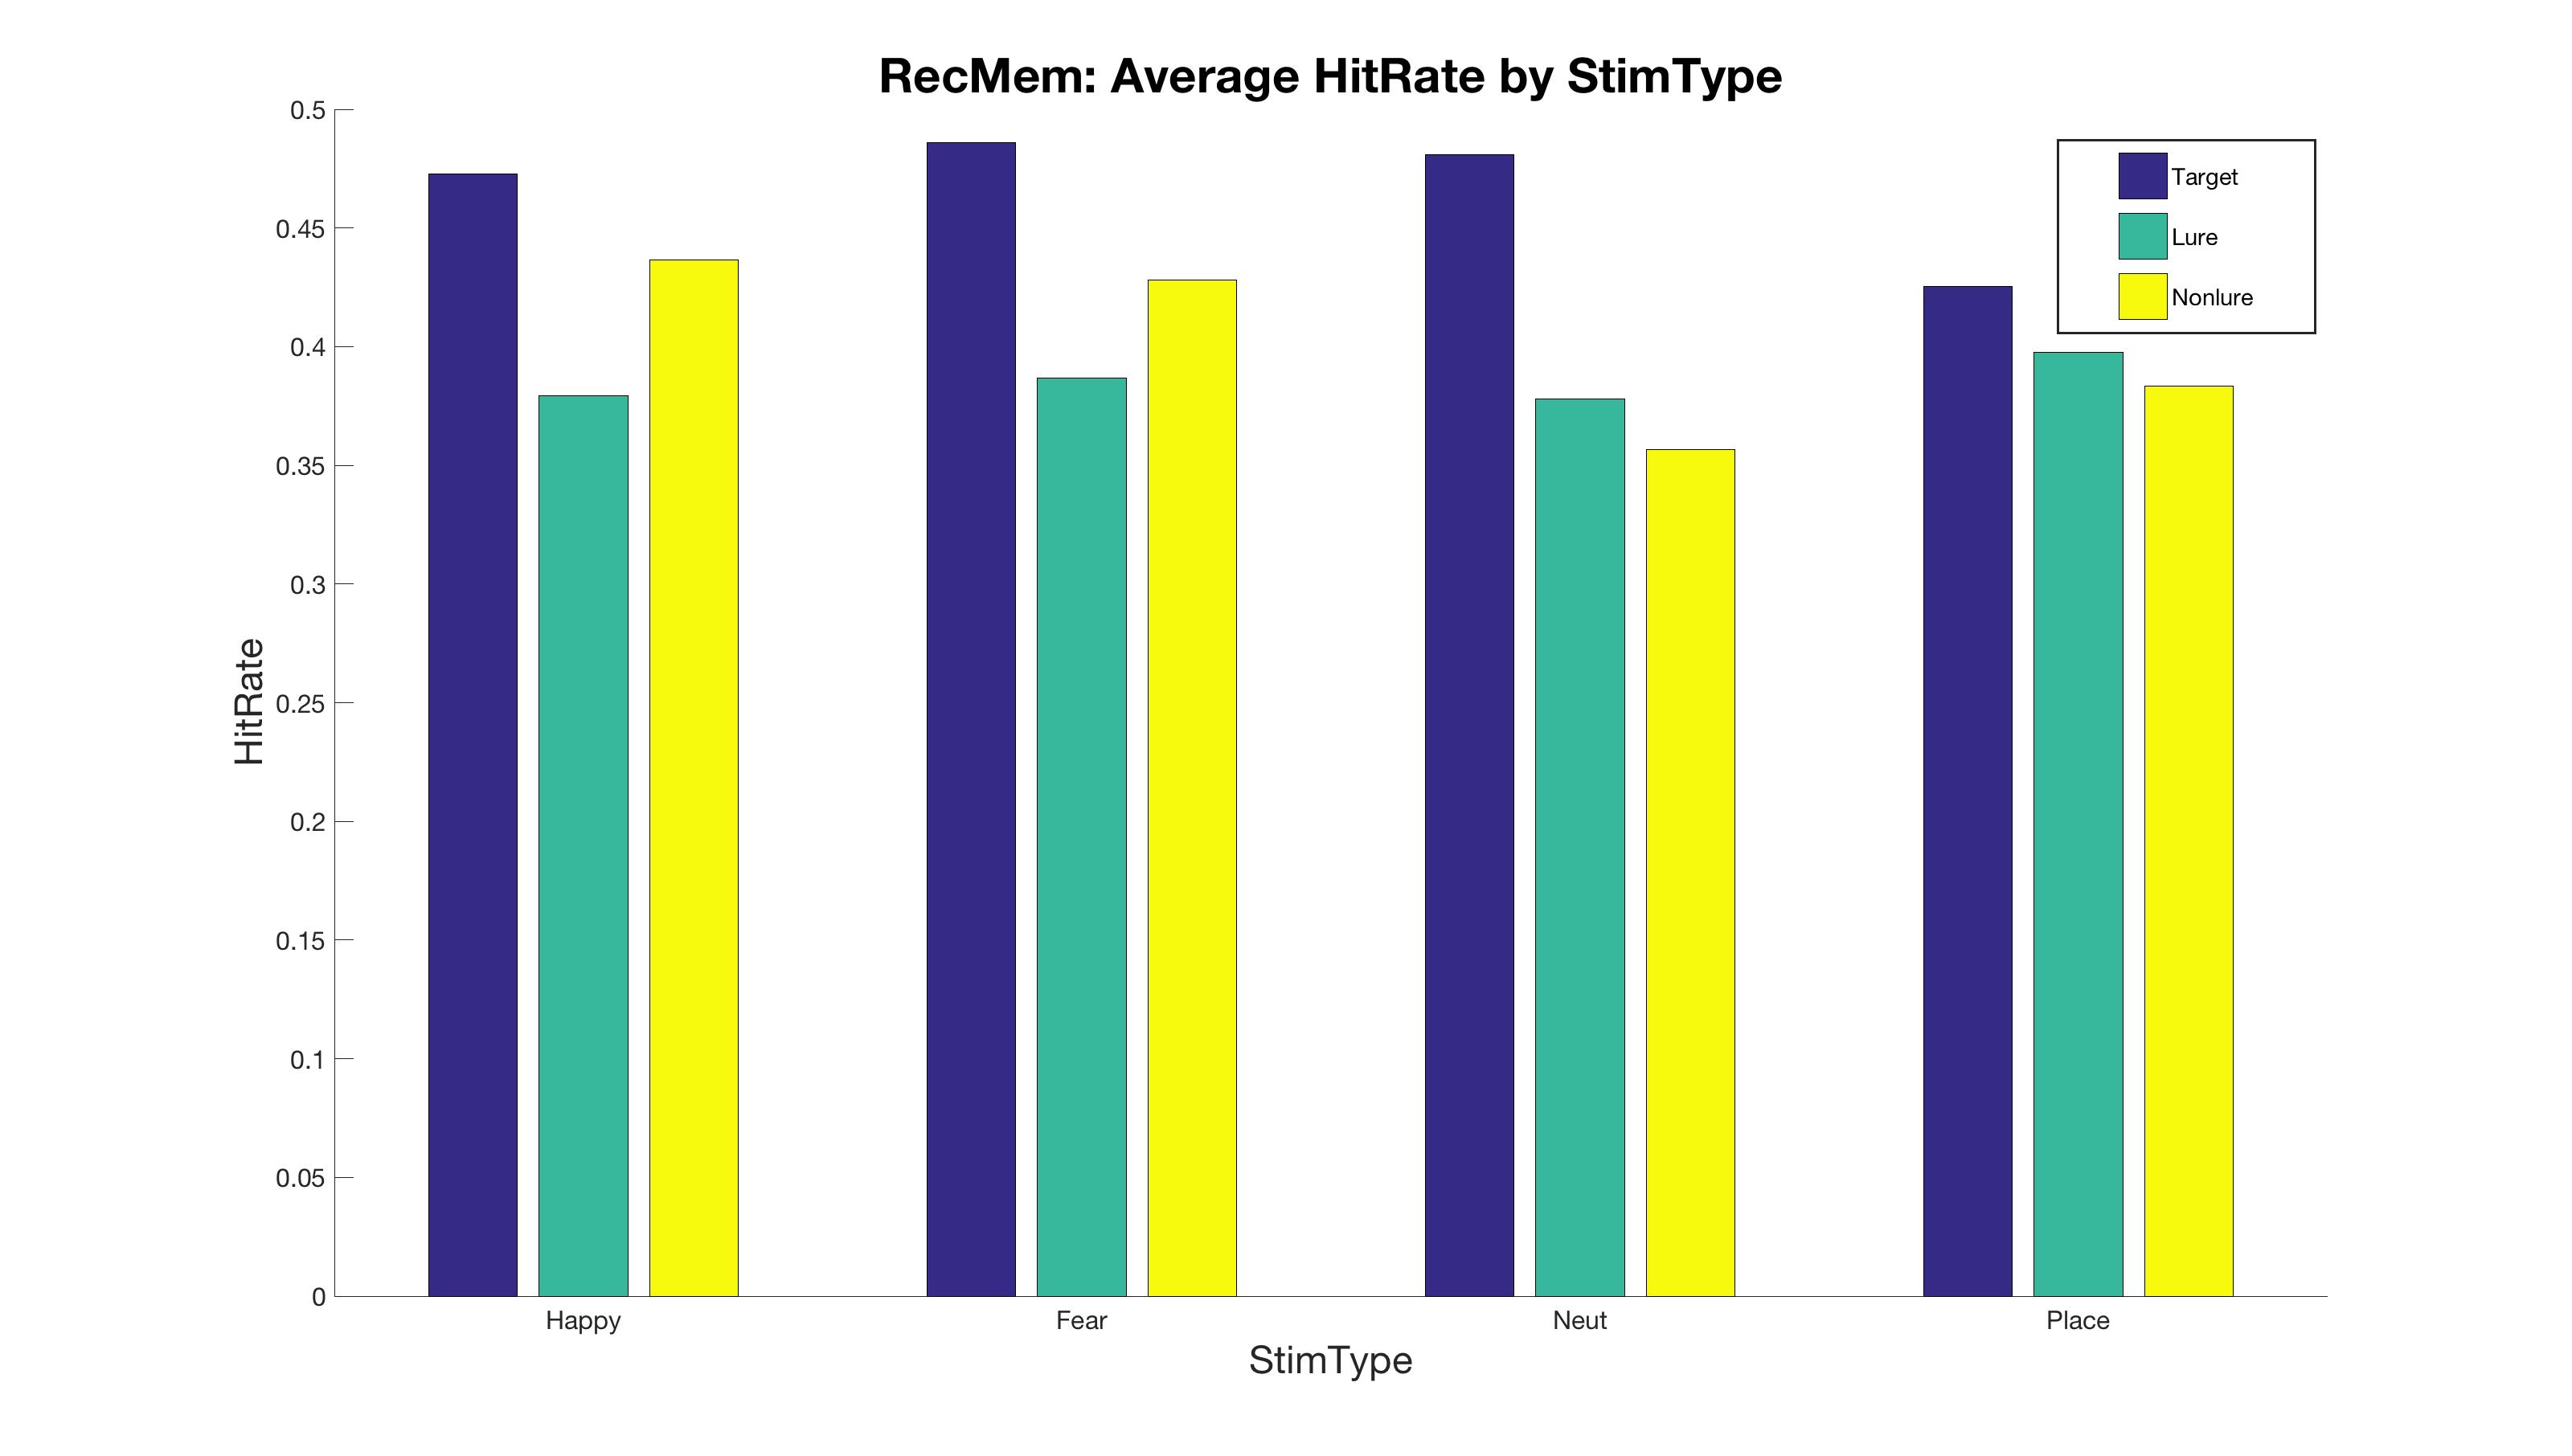 RecMem: Average HitRate by StimType
0.5
0.45
0.4
0.35
0.3
0.25
0.2
0.15
0.1
0.05
0
HitRate
Target
Lure
Nonlure
Happy Fear Neut Place
StimType